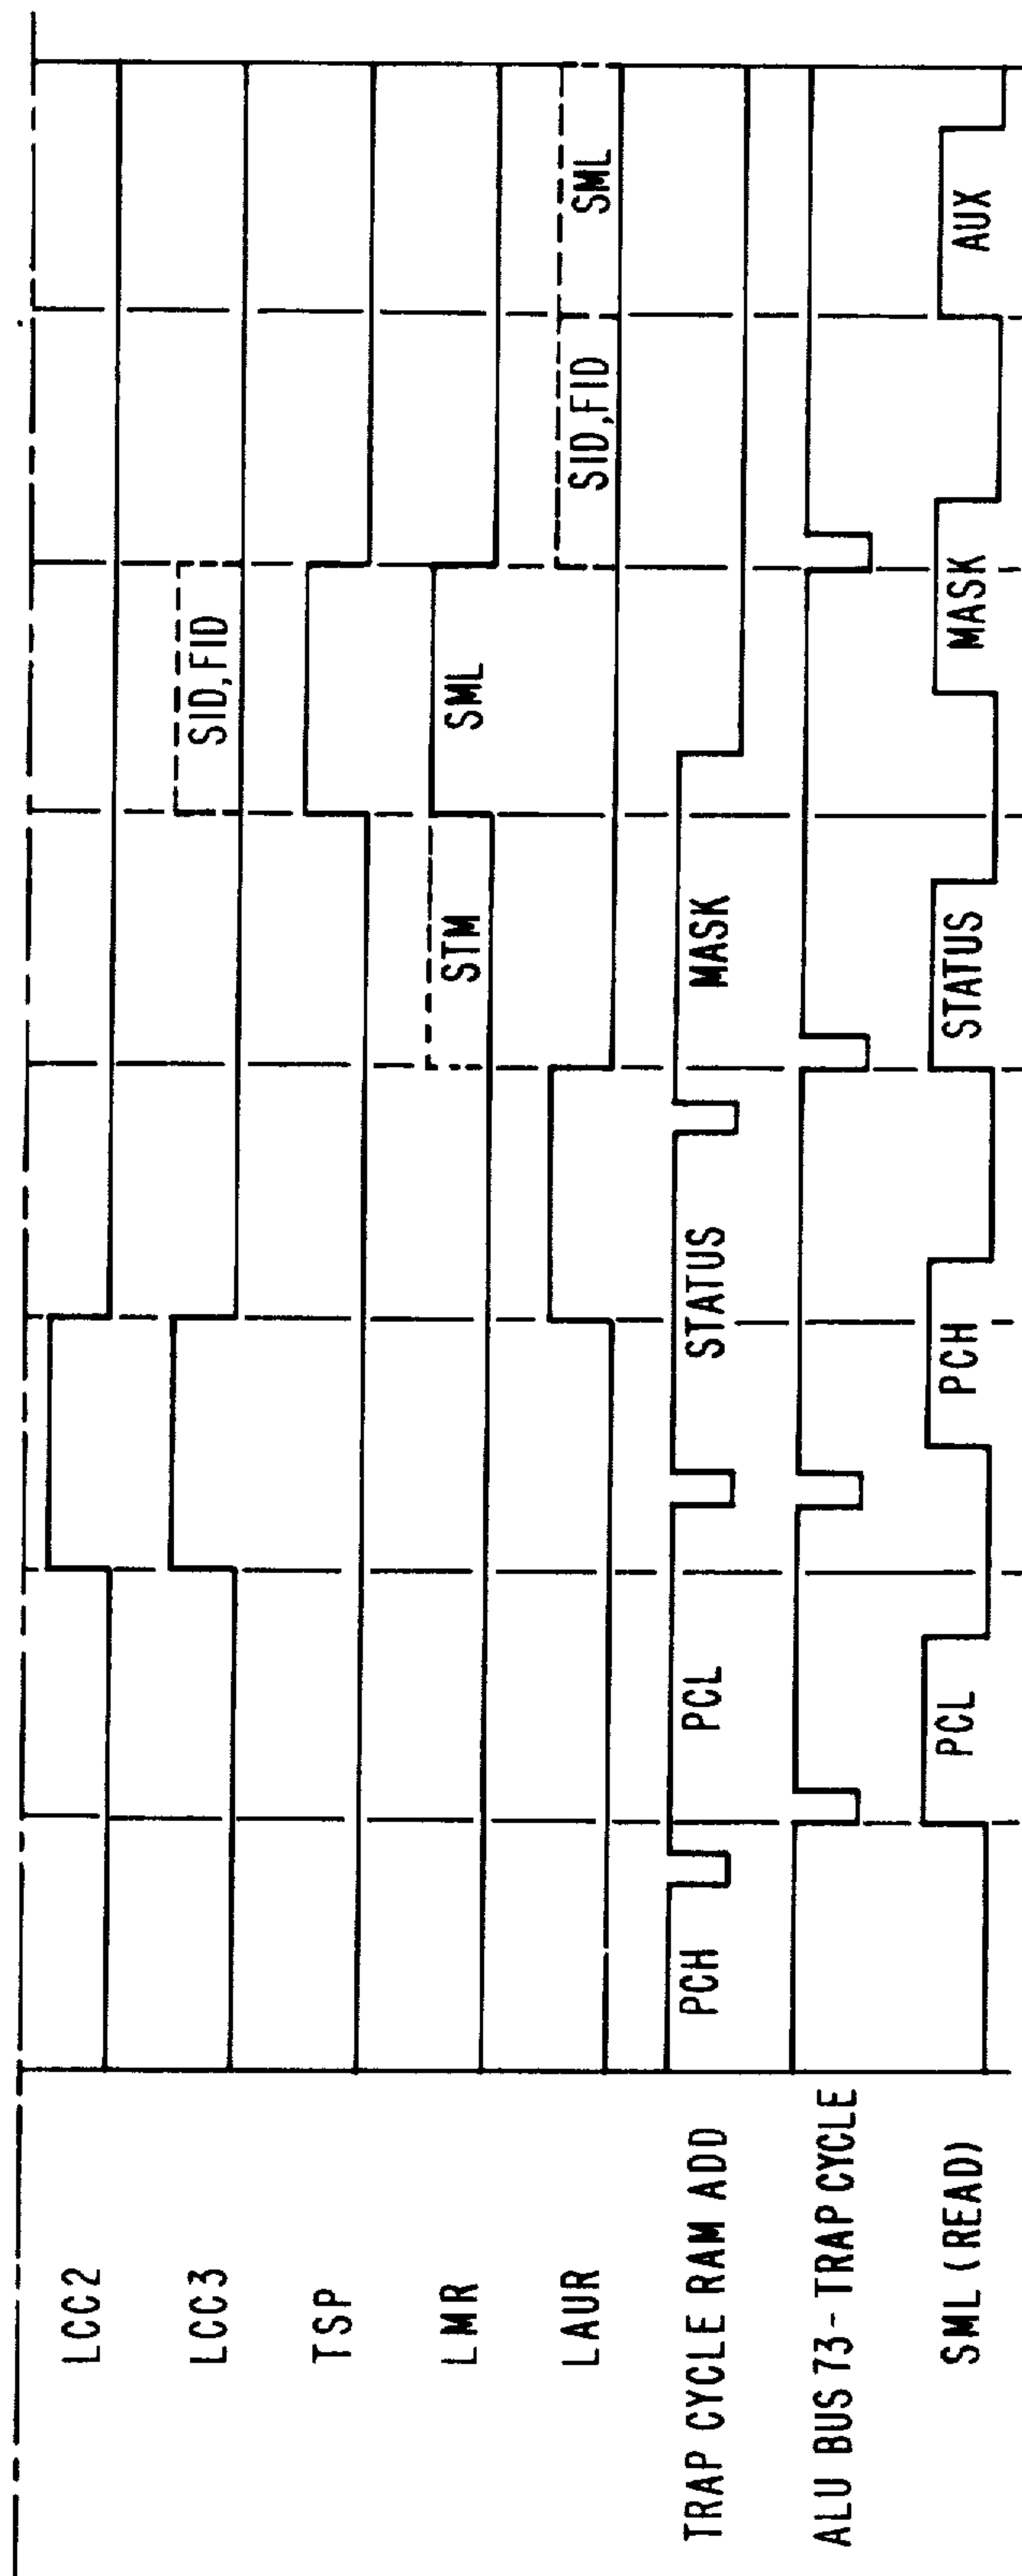 LCC2
LCC3
SID,FID
TSP
LMR
STM
SML
LAUR
SID,FID
SML
TRAP CYCLE RAM ADD
PCH
PCL
STATUS
MASK
ALU BUS 73 - TRAP CYCLE
SML (READ)
PCL
PCH
STATUS
MASK
AUX